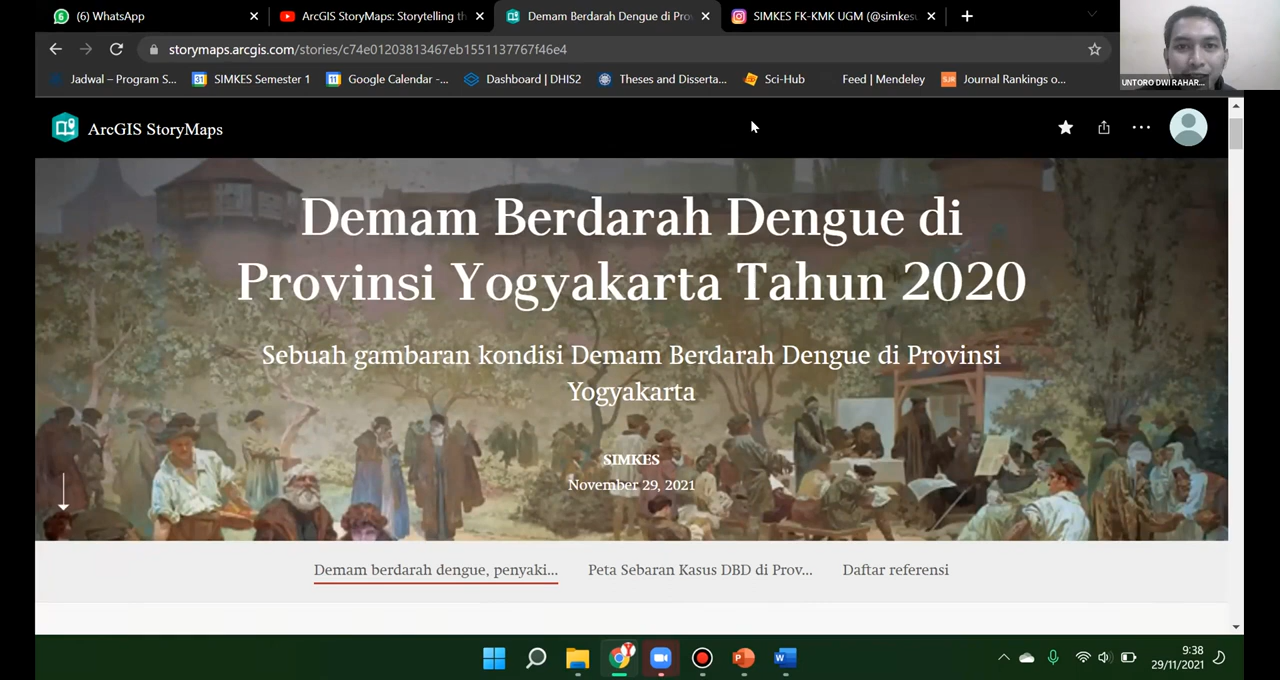 (6) WhatsApp
ArcGIS StoryMaps: Storytelling th
Demam Berdarah Dengue di Pro
SIMKES FK-KMK UGM (@simkesu
storymaps.arcgis.com/stories/c74e01203813467eb1551137767f46e4
Jadwal – Program S...
SIMKES Semester 1
Google Calendar -...
Dashboard | DHIS2
Theses and Disserta...
Sci-Hub
Feed | Mendeley
Journal Rankings o...
UNTORO DWI RAHAR...
ArcGIS StoryMaps
Demam Berdarah Dengue di
Provinsi Yogyakarta Tahun 2020
Sebuah gambaran kondisi Demam Berdarah Dengue di Provinsi
Yogyakarta
SIMKES
November 29, 2021
Demam berdarah dengue, penyaki...
Peta Sebaran Kasus DBD di Prov...
Daftar referensi
9:38
29/11/2021